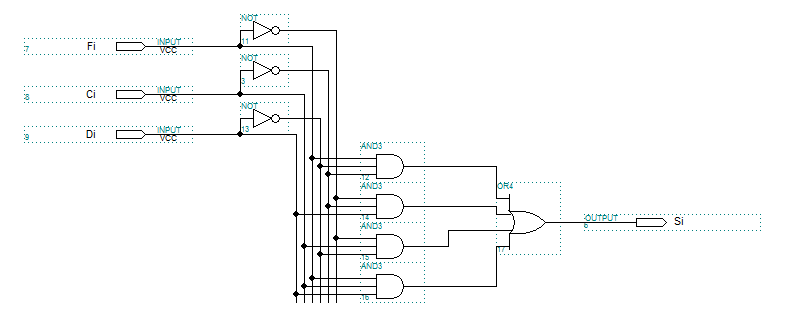 NOT
Fi INPUT VCC 11
7
NOT
Ci INPUT VCC 3
8
NOT
Di INPUT VCC 13
9
AND3
12
AND3
OR4
14
OUTPUT Si
6
AND3
17
15
AND3
16